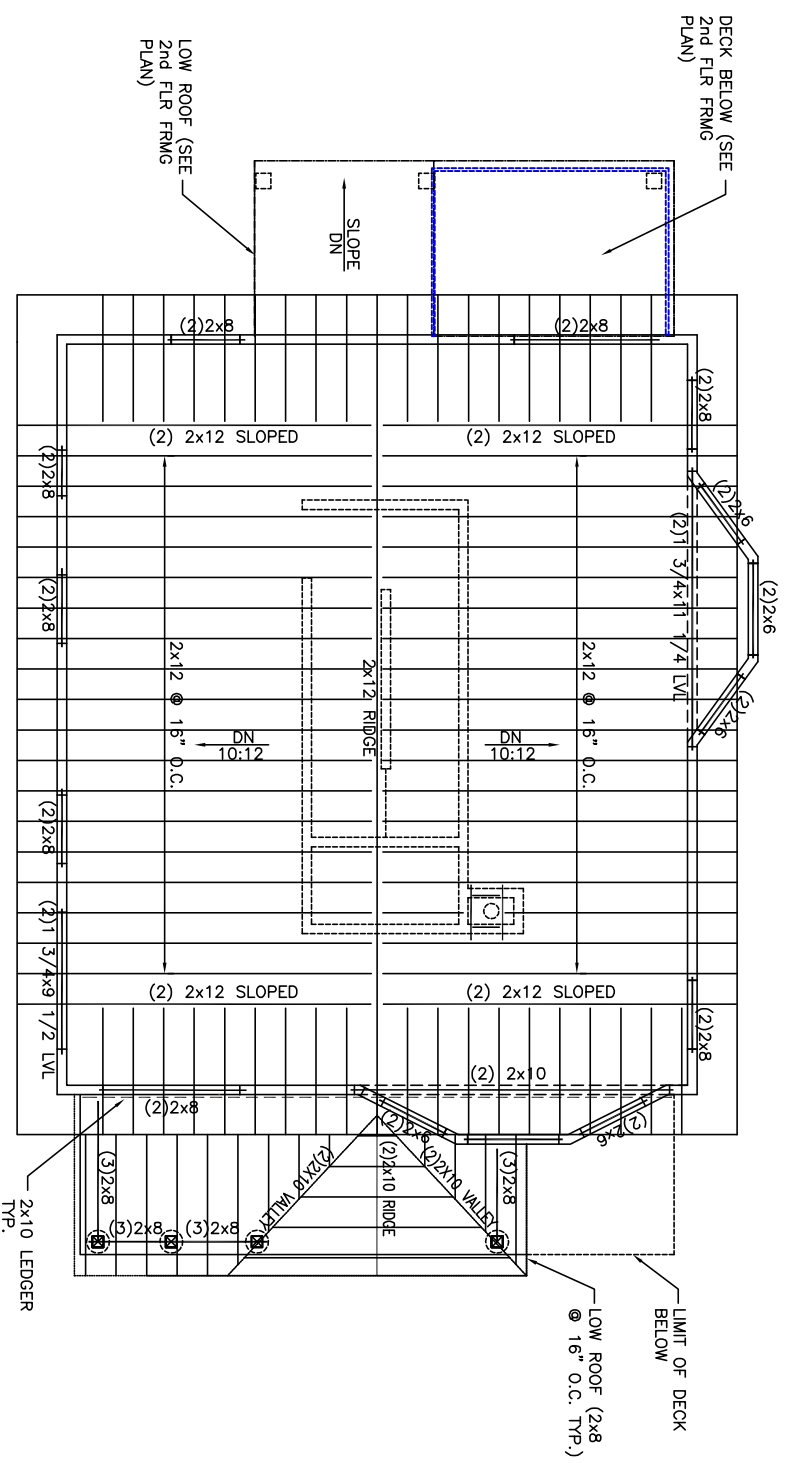 DECK BELOW (SEE
2nd FLR FRMG
PLAN)
LOW ROOF (SEE
2nd FLR FRMG
PLAN)
SLOPE
DN
(2)2x8
(2)2x8
(2)2x8
(2) 2x12 SLOPED
(2) 2x12 SLOPED
(2)2x8
(2)2x6
(2)2x6
(2)2x6
(2)1 3/4x11 1/4 LVL
(2)2x8
2x12 @ 16" O.C.
2x12 RIDGE
2x12 @ 16" O.C.
DN
10:12
DN
10:12
(2)2x8
(2)1 3/4x9 1/2 LVL
(2) 2x12 SLOPED
(2) 2x12 SLOPED
(2)2x8
(2) 2x10
(2)2x8
(2)2x6
(2)2x6
(3)2x8
(2)2X10 VALLEY
(2)2x10 RIDGE
(2)2X10 VALLEY
(3)2x8
(3)2x8
(3)2x8
2x10 LEDGER
TYP.
LOW ROOF (2x8
@ 16" O.C. TYP.)
LIMIT OF DECK
BELOW